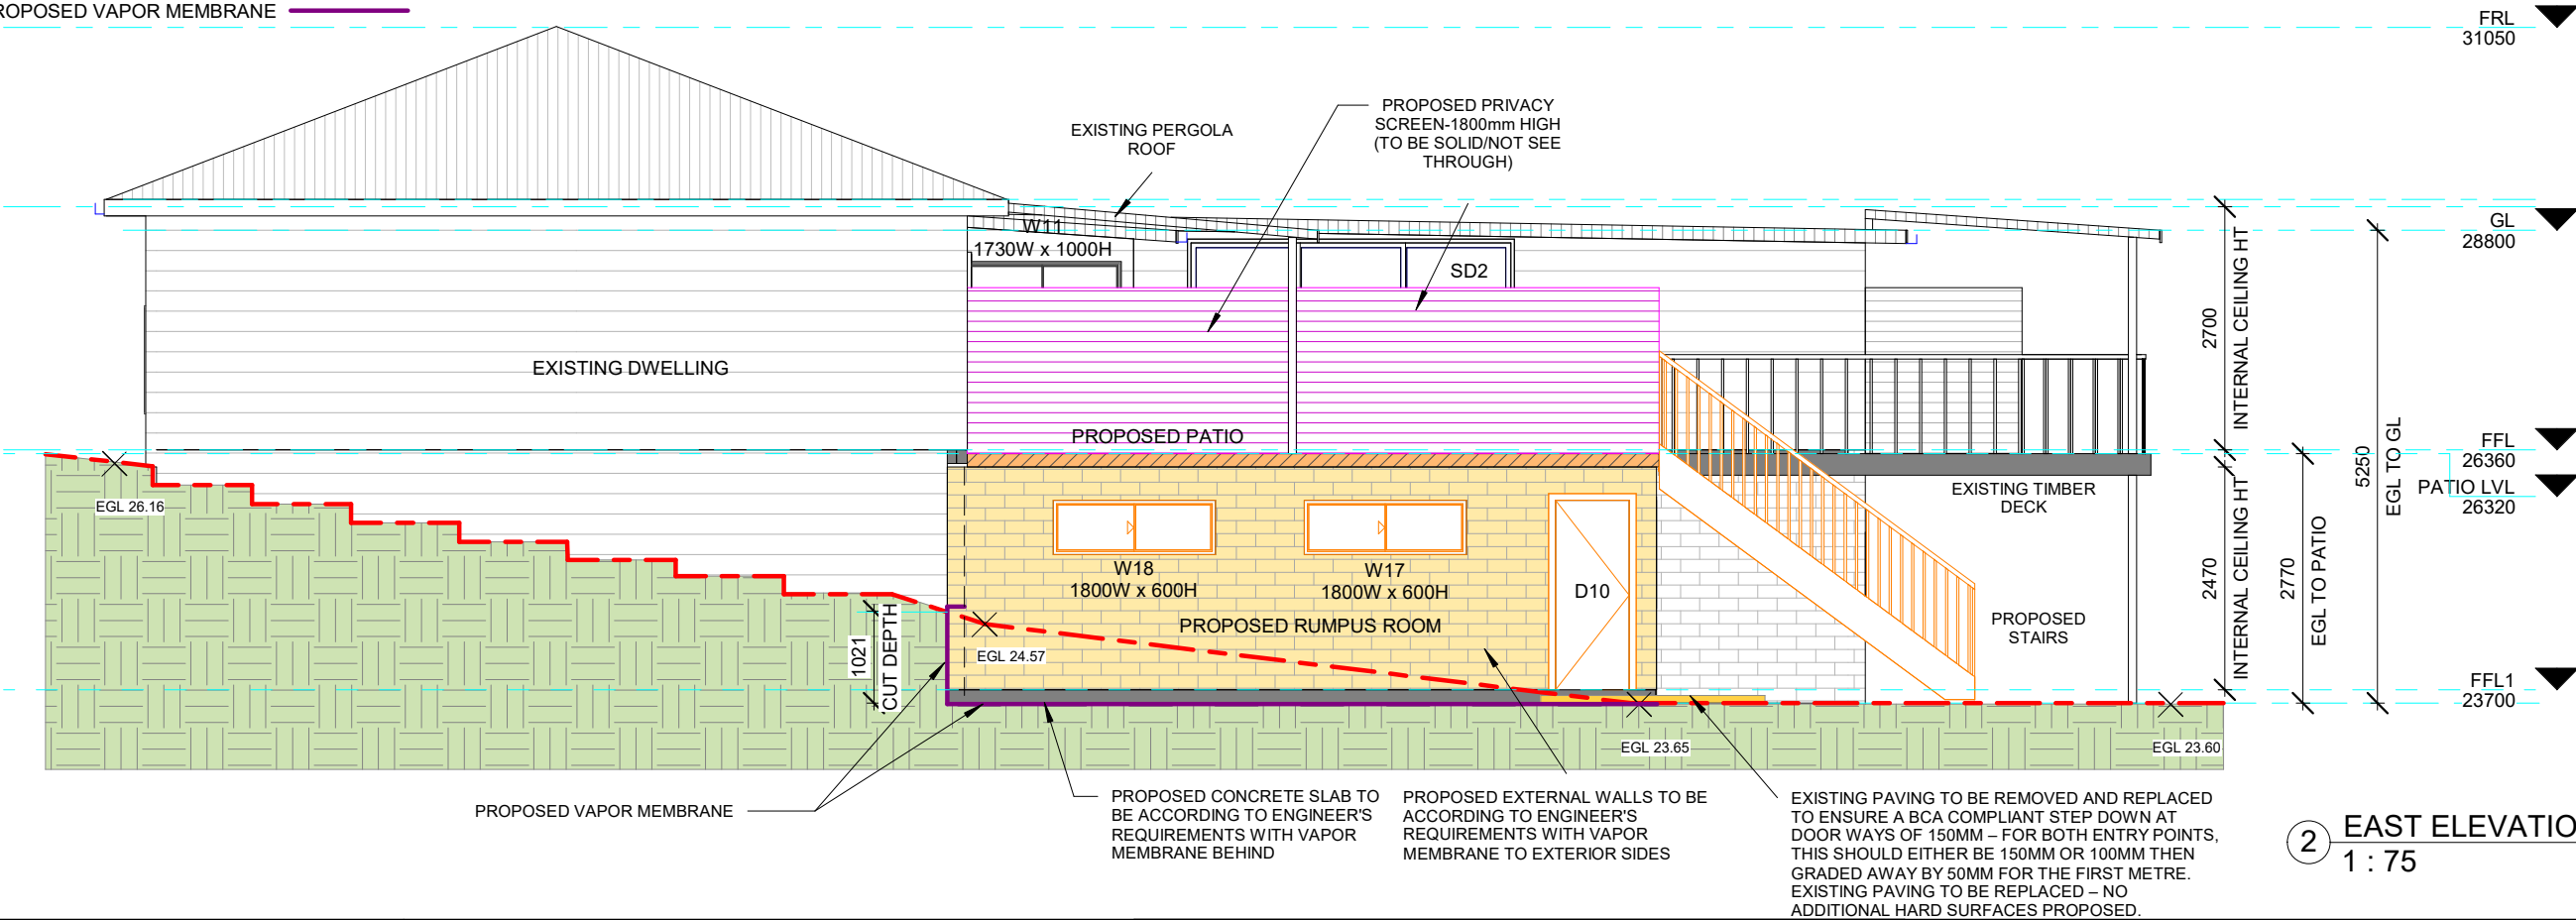 ROPOSED VAPOR MEMBRANE
FRL
31050
PROPOSED PRIVACY
SCREEN-1800mm HIGH
(TO BE SOLID/NOT SEE
THROUGH)
EXISTING PERGOLA
ROOF
W11
1730W x 1000H
SD2
GL
28800
2700
INTERNAL CEILING HT
EXISTING DWELLING
PROPOSED PATIO
FFL
26360
PATIO LVL
26320
5250
EGL TO GL
EGL 26.16
EXISTING TIMBER
DECK
W18
1800W x 600H
W17
1800W x 600H
D10
2470
INTERNAL CEILING HT
2770
EGL TO PATIO
PROPOSED RUMPUS ROOM
PROPOSED
STAIRS
1021
CUT DEPTH
EGL 24.57
FFL1
23700
EGL 23.65
EGL 23.60
PROPOSED VAPOR MEMBRANE
PROPOSED CONCRETE SLAB TO
BE ACCORDING TO ENGINEER'S
REQUIREMENTS WITH VAPOR
MEMBRANE BEHIND
PROPOSED EXTERNAL WALLS TO BE
ACCORDING TO ENGINEER'S
REQUIREMENTS WITH VAPOR
MEMBRANE TO EXTERIOR SIDES
EXISTING PAVING TO BE REMOVED AND REPLACED
TO ENSURE A BCA COMPLIANT STEP DOWN AT
DOOR WAYS OF 150MM – FOR BOTH ENTRY POINTS,
THIS SHOULD EITHER BE 150MM OR 100MM THEN
GRADED AWAY BY 50MM FOR THE FIRST METRE.
EXISTING PAVING TO BE REPLACED – NO
ADDITIONAL HARD SURFACES PROPOSED.
2
EAST ELEVATIO
1 : 75